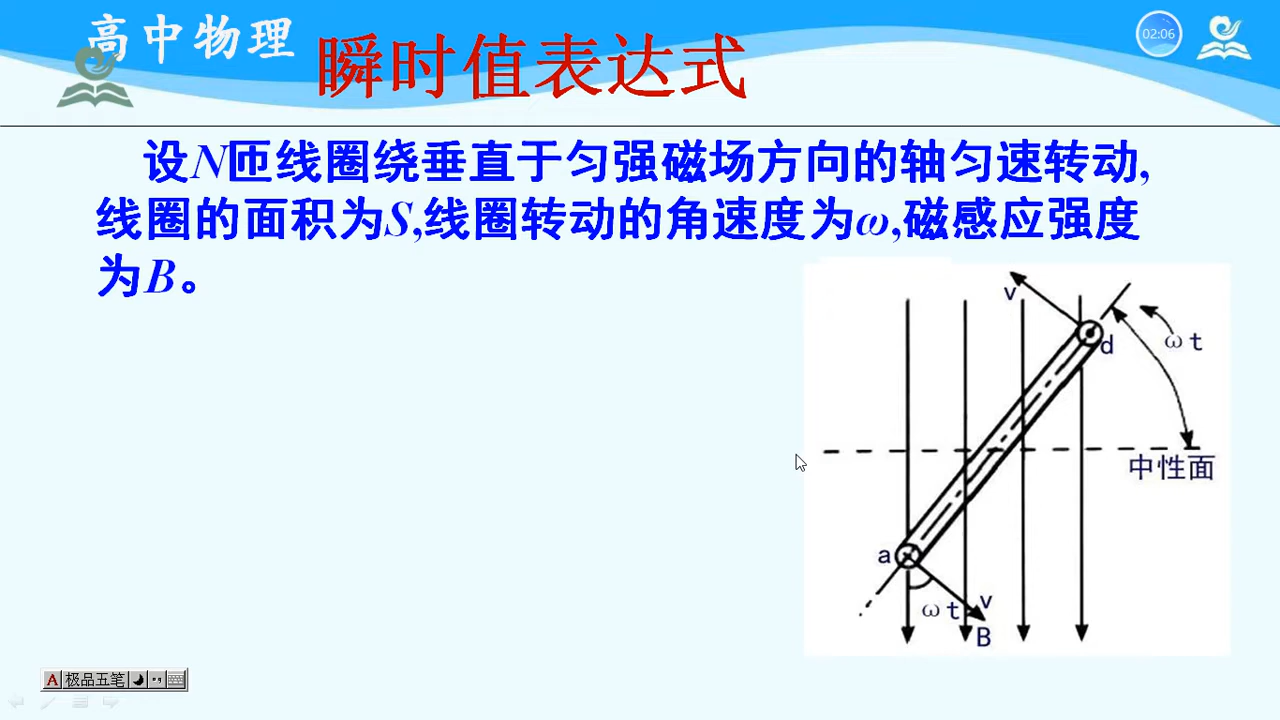 高中物理
瞬时值表达式
02:06
设N匝线圈绕垂直于匀强磁场方向的轴匀速转动,
线圈的面积为S,线圈转动的角速度为ω,磁感应强度
为B。
v
d
ωt
中性面
a
ωt
v
B
A 极品五笔